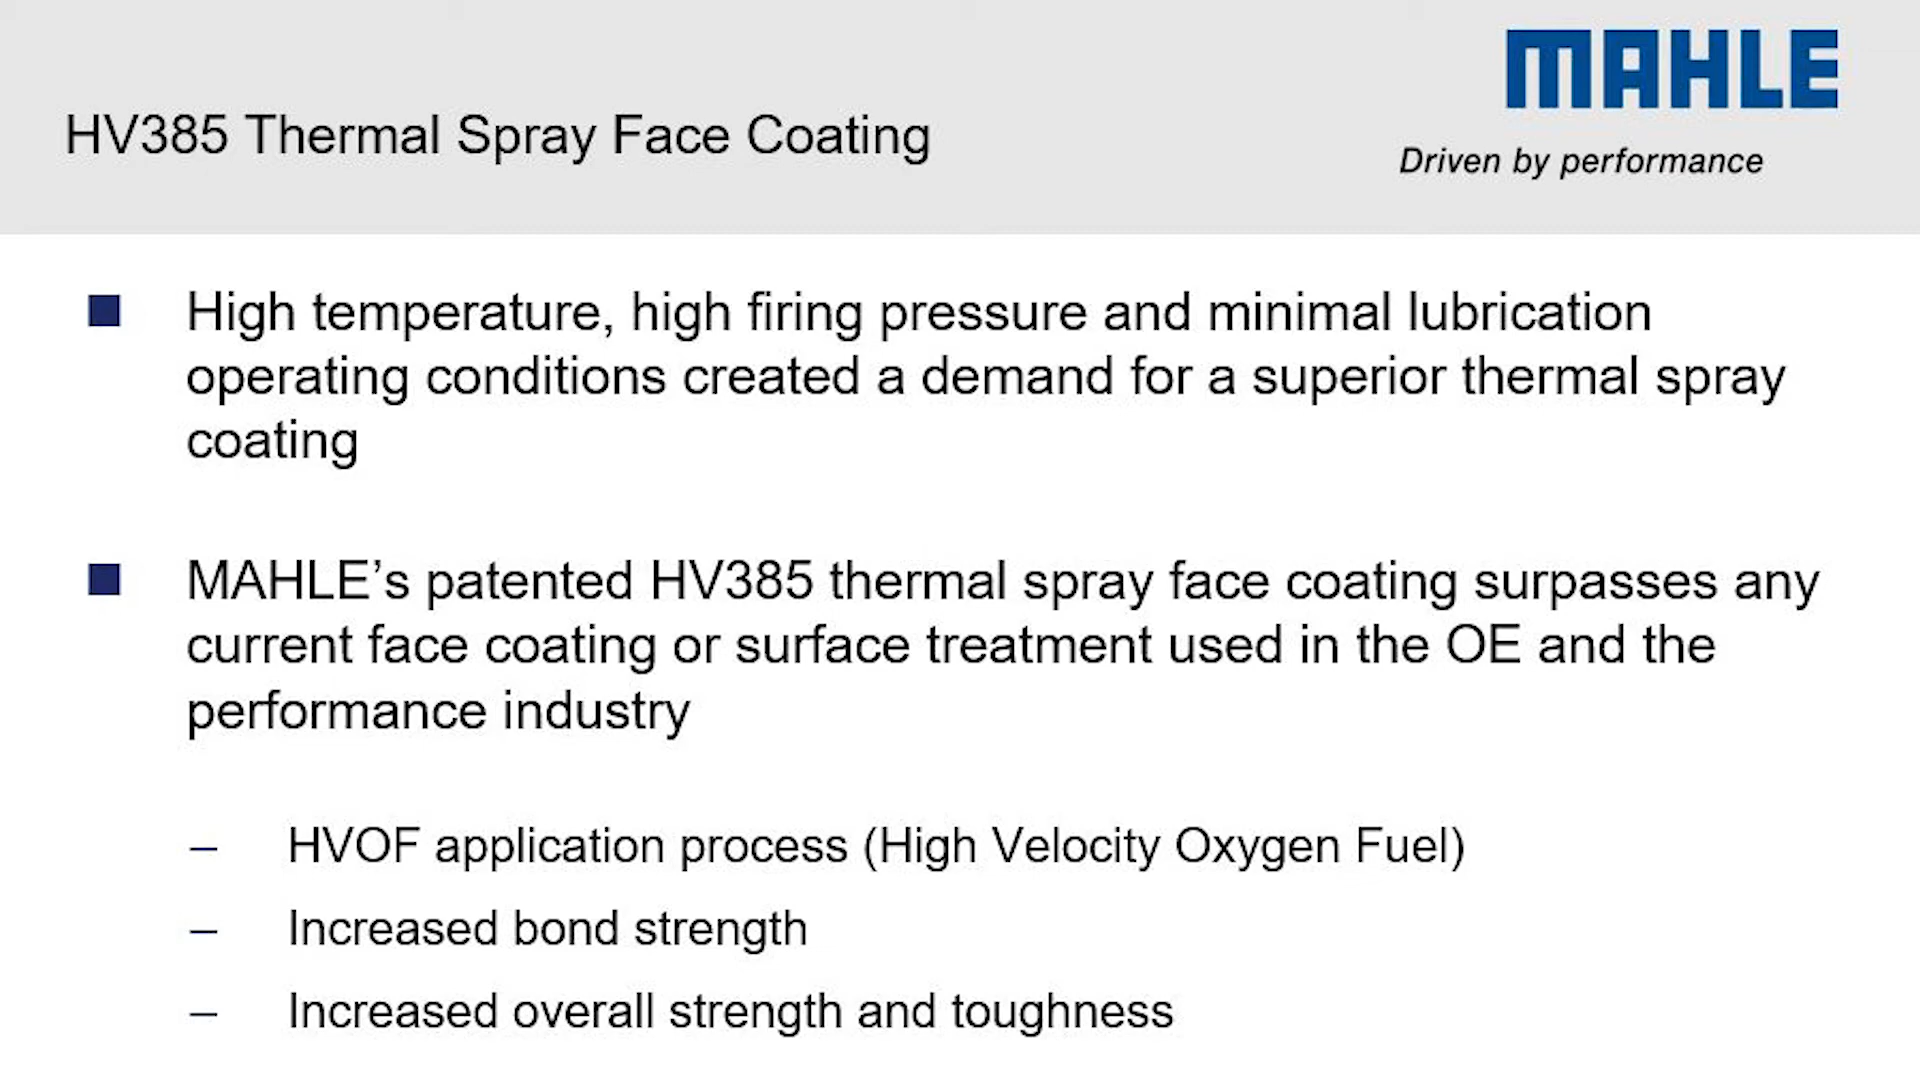 MAHLE
HV385 Thermal Spray Face Coating
Driven by performance
High temperature, high firing pressure and minimal lubrication
operating conditions created a demand for a superior thermal spray
coating
MAHLE’s patented HV385 thermal spray face coating surpasses any
current face coating or surface treatment used in the OE and the
performance industry
– HVOF application process (High Velocity Oxygen Fuel)
– Increased bond strength
– Increased overall strength and toughness